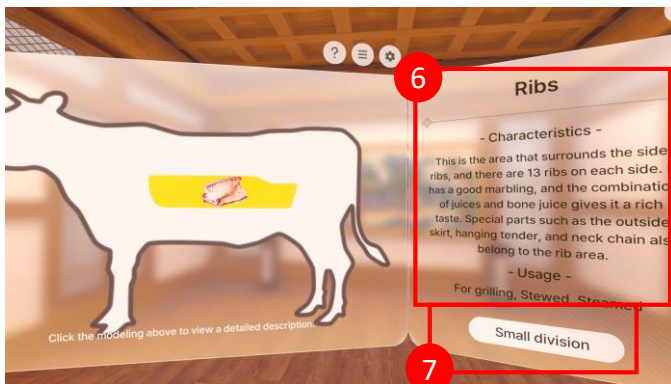 ?
6
Ribs
- Characteristics -
This is the area that surrounds the side
ribs, and there are 13 ribs on each side.
has a good marbling, and the combinatio
of juices and bone juice gives it a rich
taste. Special parts such as the outside
skirt, hanging tender, and neck chain als
belong to the rib area.
- Usage -
For grilling, Stewed, Steamed
Click the modeling above to view a detailed description.
Small division
7